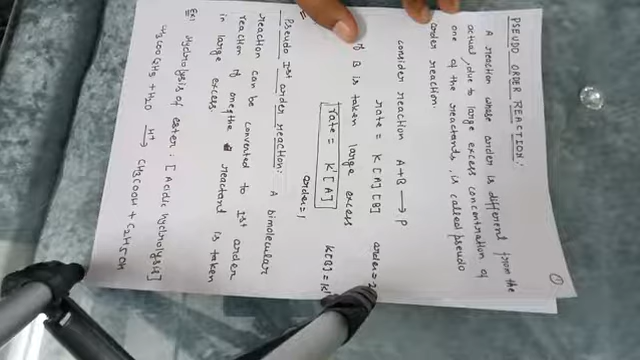 PSEUDO ORDER REACTION:
①
A reaction whose order is different from the
actual, due to large excess concentration of
one of the reactants, is called pseudo
order reaction.
consider reaction A+B → P
rate = K [A] [B] order = 2
If B is taken large excess K[B] = K'
rate = K' [A]
order = 1
Pseudo Ist order reaction: A bimolecular
reaction can be converted to Ist order
reaction if one of the reactant is taken
in large excess
Ex: Hydrolysis of ester: [Acidic hydrolysis]
CH3COOC2H5 + H2O H+ → CH3COOH + C2H5OH